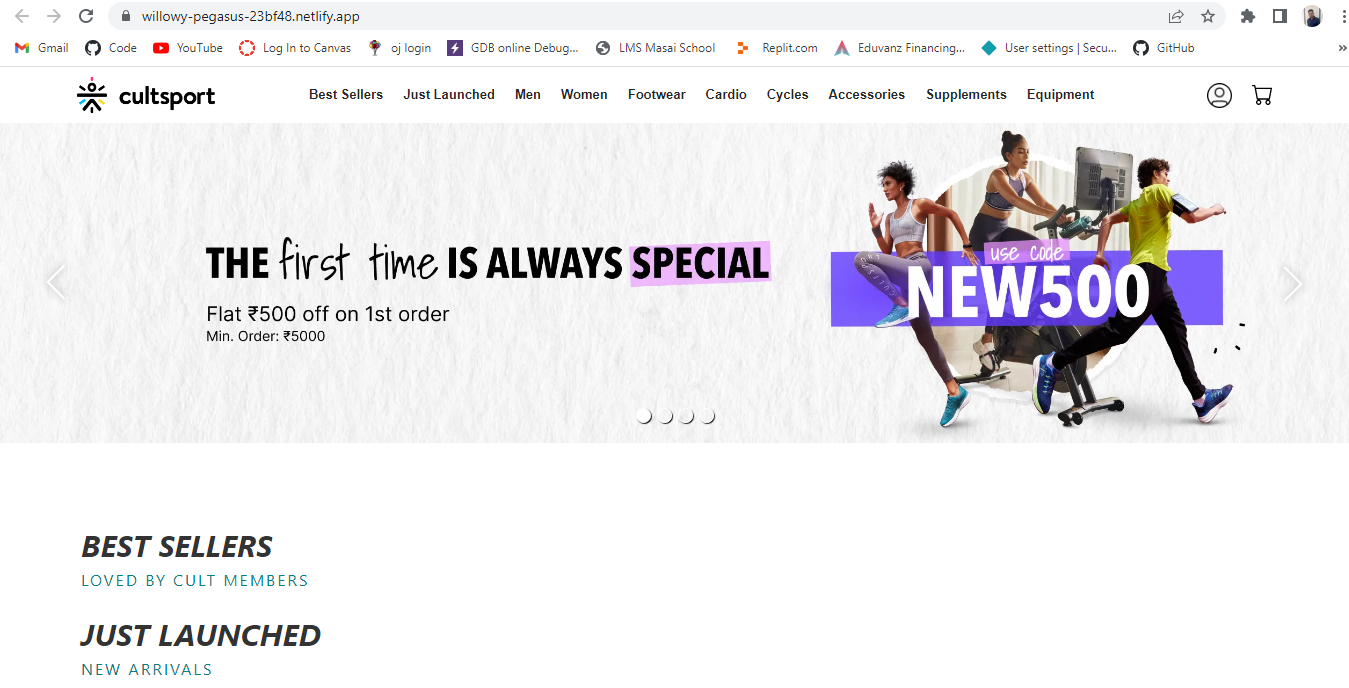 willowy-pegasus-23bf48.netlify.app
Gmail Code YouTube Log In to Canvas oj login GDB online Debug... LMS Masai School Replit.com Eduvanz Financing... User settings | Secu... GitHub »
cultsport Best Sellers Just Launched Men Women Footwear Cardio Cycles Accessories Supplements Equipment
THE first time IS ALWAYS SPECIAL
Flat ₹500 off on 1st order
Min. Order: ₹5000
use code
NEW500
BEST SELLERS
LOVED BY CULT MEMBERS
JUST LAUNCHED
NEW ARRIVALS